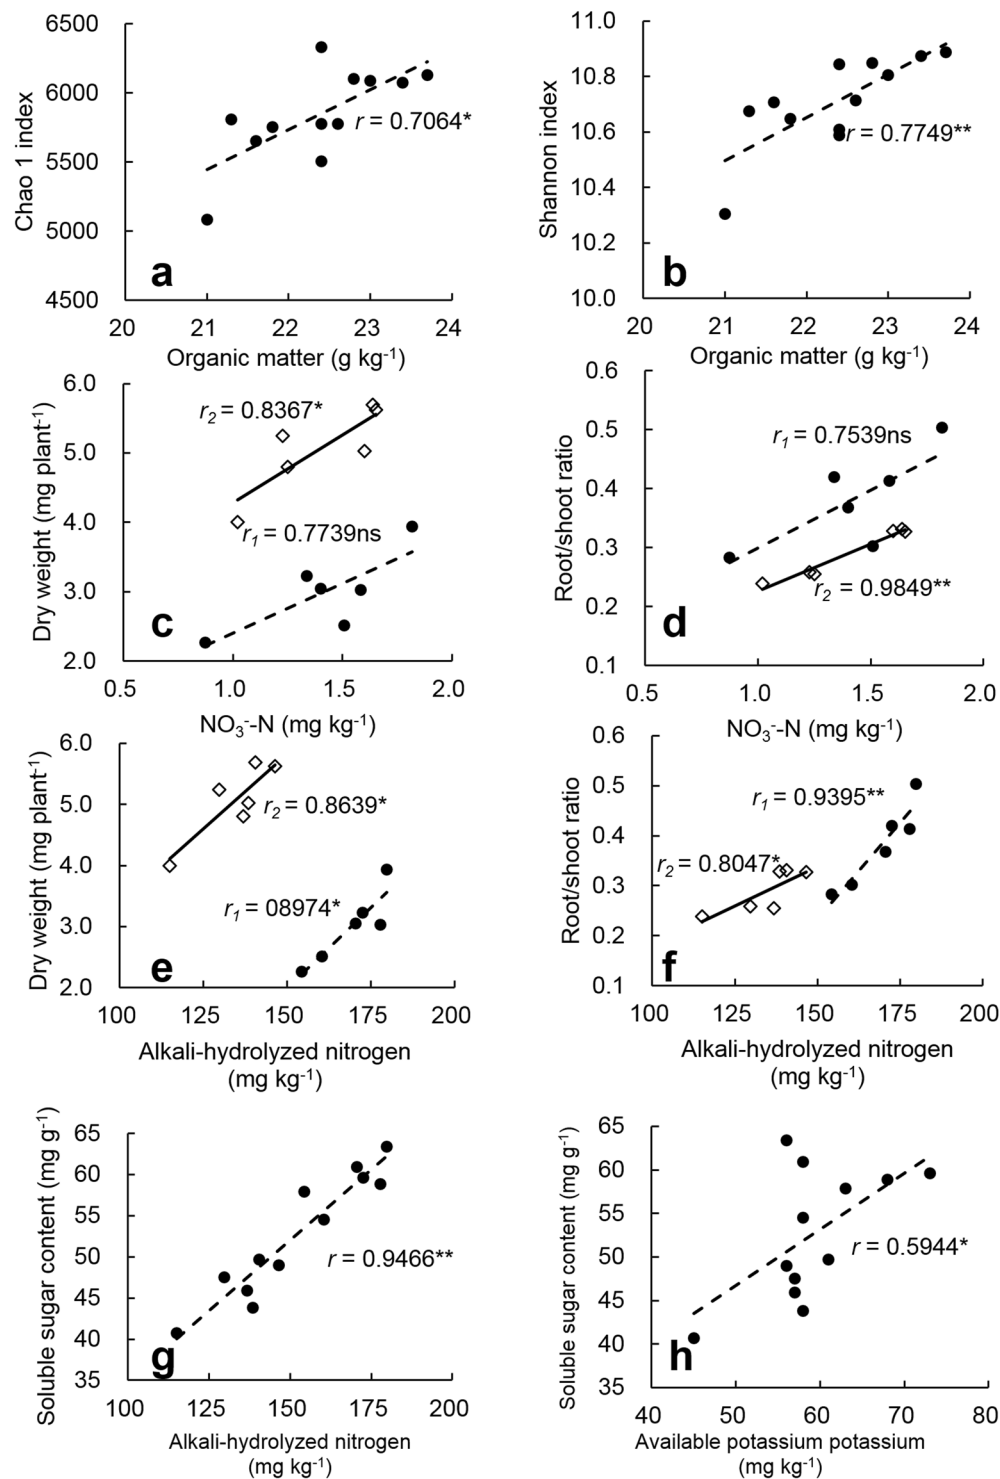 6500
6000
5500
5000
4500
Chao 1 index
r = 0.7064*
a
20 21 22 23 24
Organic matter (g kg⁻¹)
11.0
10.8
10.6
10.4
10.2
10.0
Shannon index
r = 0.7749**
b
20 21 22 23 24
Organic matter (g kg⁻¹)
6.0
5.0
4.0
3.0
2.0
Dry weight (mg plant⁻¹)
r₂ = 0.8367*
r₁ = 0.7739ns
c
0.5 1.0 1.5 2.0
NO₃⁻-N (mg kg⁻¹)
0.6
0.5
0.4
0.3
0.2
0.1
Root/shoot ratio
r₁ = 0.7539ns
r₂ = 0.9849**
d
0.5 1.0 1.5 2.0
NO₃⁻-N (mg kg⁻¹)
6.0
5.0
4.0
3.0
2.0
Dry weight (mg plant⁻¹)
r₂ = 0.8639*
r₁ = 08974*
e
100 125 150 175 200
Alkali-hydrolyzed nitrogen
(mg kg⁻¹)
0.6
0.5
0.4
0.3
0.2
0.1
Root/shoot ratio
r₁ = 0.9395**
r₂ = 0.8047*
f
100 125 150 175 200
Alkali-hydrolyzed nitrogen
(mg kg⁻¹)
65
60
55
50
45
40
35
Soluble sugar content (mg g⁻¹)
r = 0.9466**
g
100 125 150 175 200
Alkali-hydrolyzed nitrogen
(mg kg⁻¹)
65
60
55
50
45
40
35
Soluble sugar content (mg g⁻¹)
r = 0.5944*
h
40 50 60 70 80
Available potassium potassium
(mg kg⁻¹)